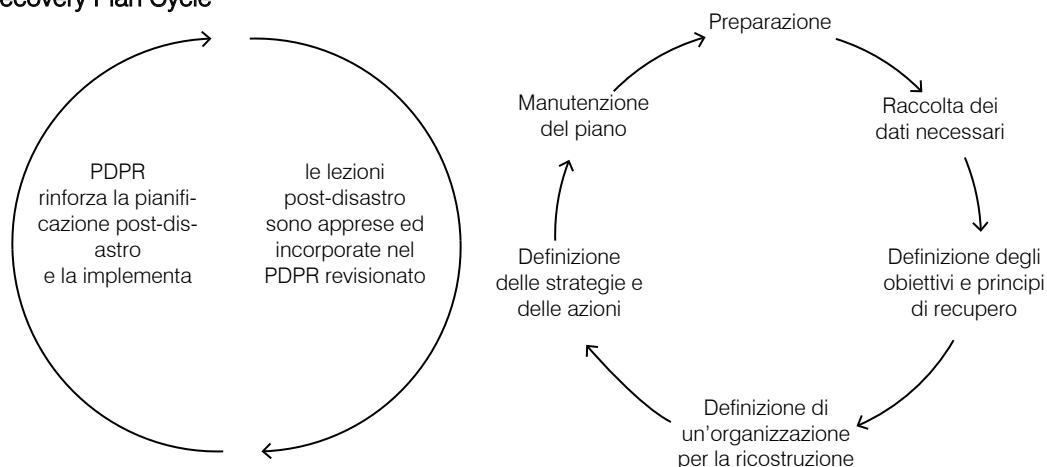 Recovery Plan Cycle
PDPR
rinforza la pianifi-
cazione post-dis-
astro
e la implementa
le lezioni
post-disastro
sono apprese ed
incorporate nel
PDPR revisionato
Preparazione
Raccolta dei
dati necessari
Definizione degli
obiettivi e principi
di recupero
Definizione di
un'organizzazione
per la ricostruzione
Definizione
delle strategie e
delle azioni
Manutenzione
del piano